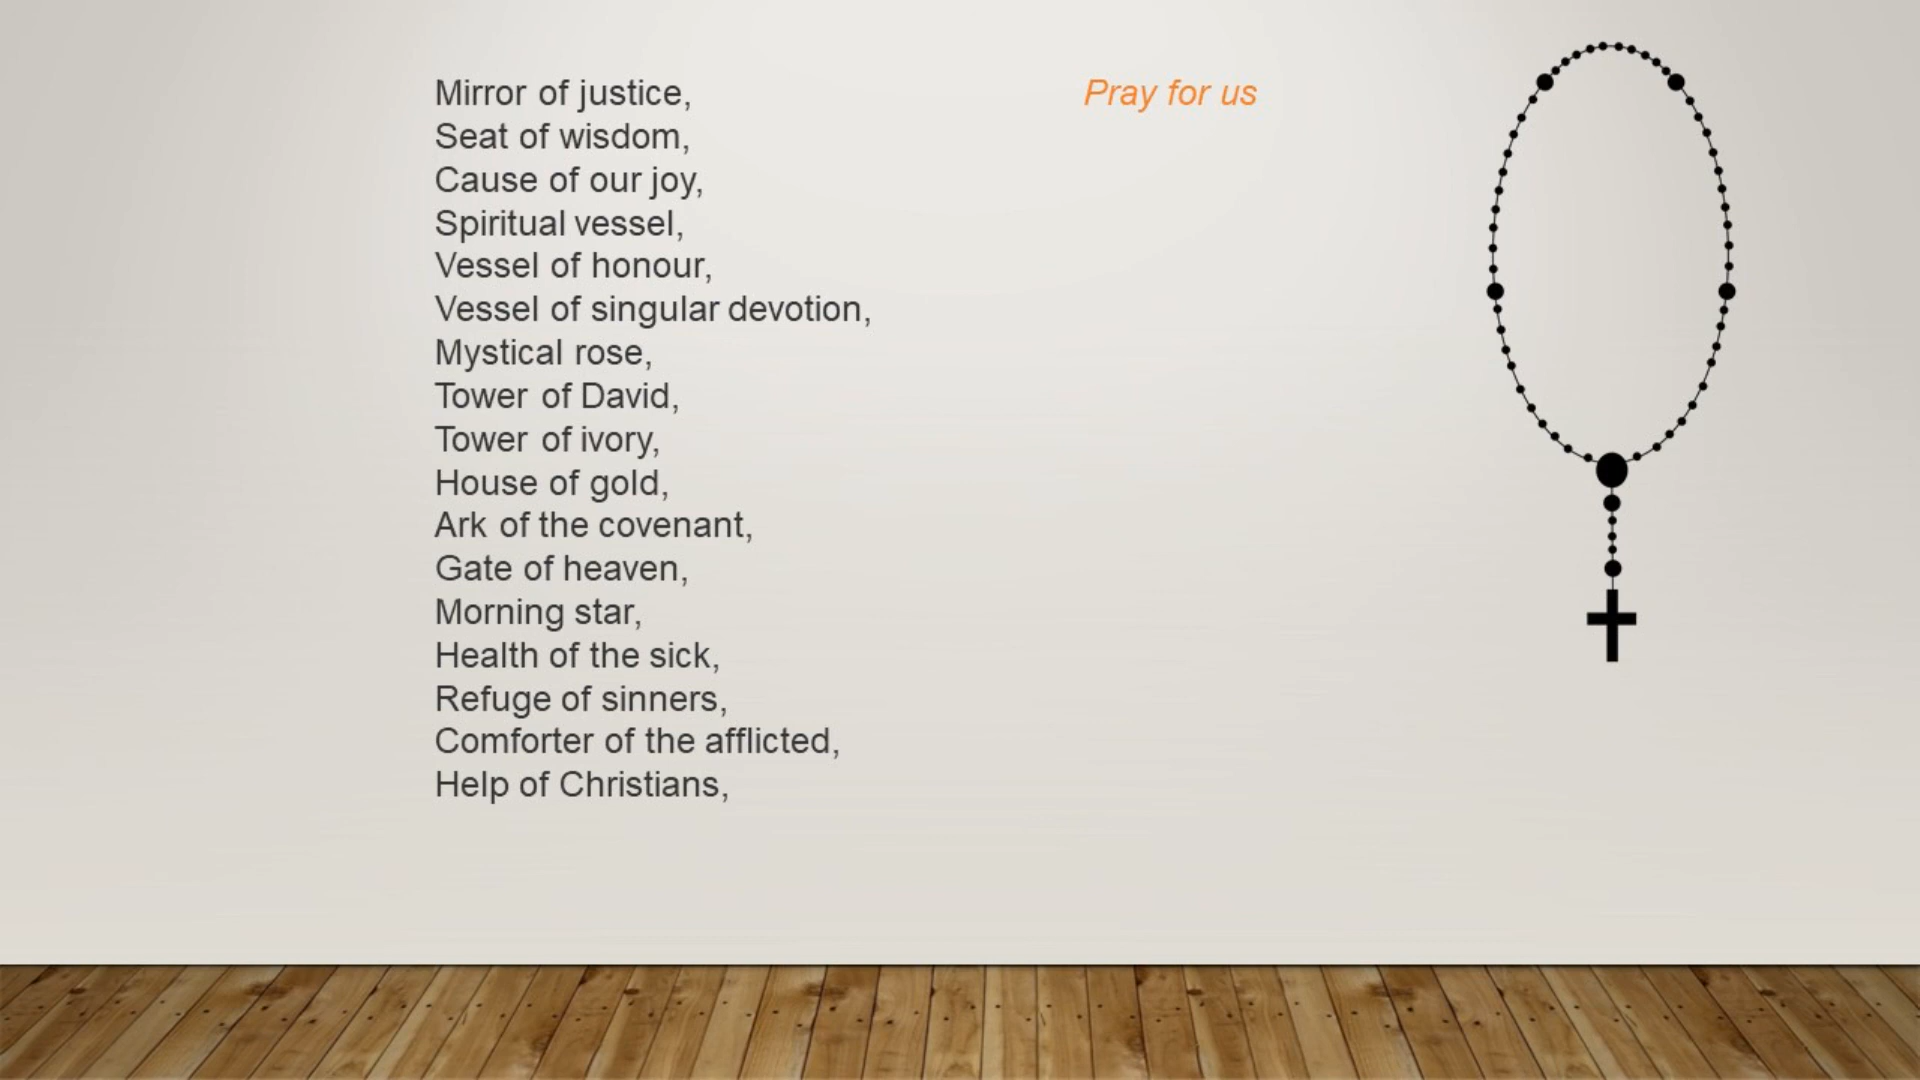 Mirror of justice, Pray for us
Seat of wisdom,
Cause of our joy,
Spiritual vessel,
Vessel of honour,
Vessel of singular devotion,
Mystical rose,
Tower of David,
Tower of ivory,
House of gold,
Ark of the covenant,
Gate of heaven,
Morning star,
Health of the sick,
Refuge of sinners,
Comforter of the afflicted,
Help of Christians,